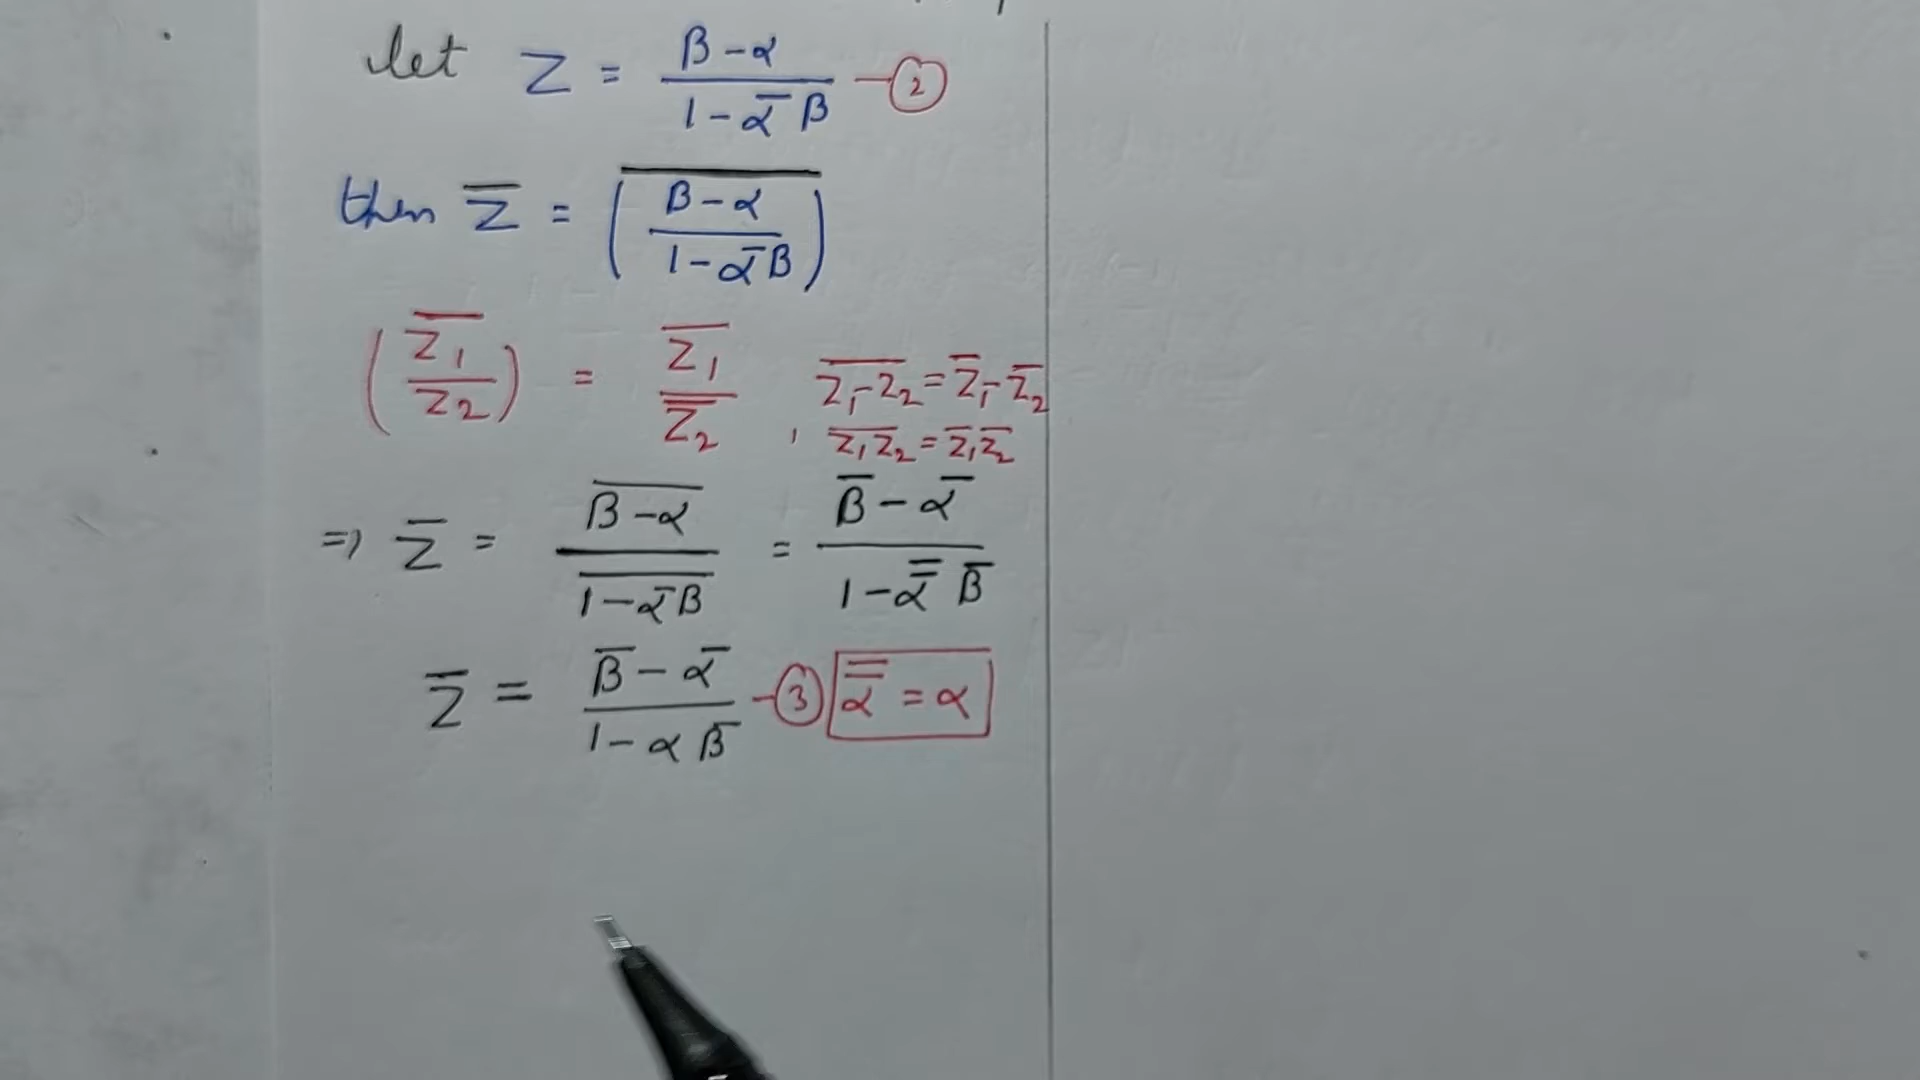 let Z = (β-α)/(1-ᾱβ) -②
then Z̅ = \overline{((β-α)/(1-ᾱβ))}
\overline{(Z₁/Z₂)} = Z̅₁/Z̅₂ , \overline{Z₁-Z₂} = Z̅₁-Z̅₂
, \overline{Z₁Z₂} = Z̅₁Z̅₂
⇒ Z̅ = \overline{β-α}/\overline{1-ᾱβ} = (β̅-ᾱ)/(1-\overline{ᾱ} β̅)
Z̅ = (β̅-ᾱ)/(1-αβ̅) -③ \overline{ᾱ} = α